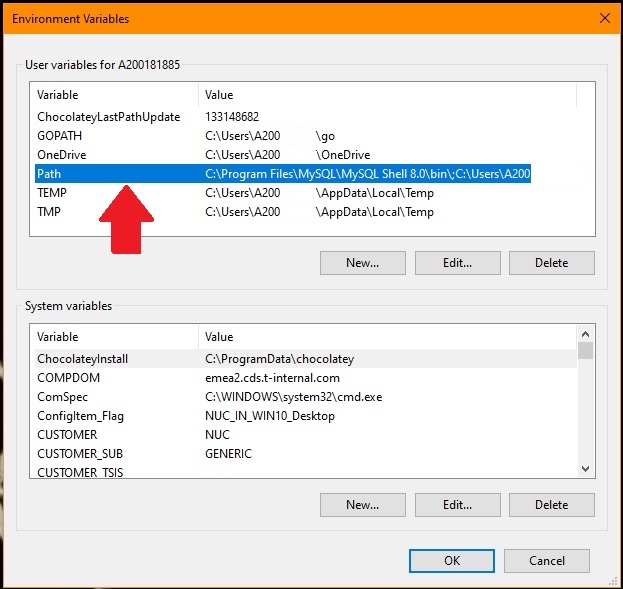 Environment Variables
User variables for A200181885
Variable Value
ChocolateyLastPathUpdate 133148682
GOPATH C:\Users\A200 \go
OneDrive C:\Users\A200 \OneDrive
Path C:\Program Files\MySQL\MySQL Shell 8.0\bin\;C:\Users\A200
TEMP C:\Users\A200 \AppData\Local\Temp
TMP C:\Users\A200 \AppData\Local\Temp
New... Edit... Delete
System variables
Variable Value
ChocolateyInstall C:\ProgramData\chocolatey
COMPDOM emea2.cds.t-internal.com
ComSpec C:\WINDOWS\system32\cmd.exe
ConfigItem_Flag NUC_IN_WIN10_Desktop
CUSTOMER NUC
CUSTOMER_SUB GENERIC
CUSTOMER_TSIS
New... Edit... Delete
OK Cancel